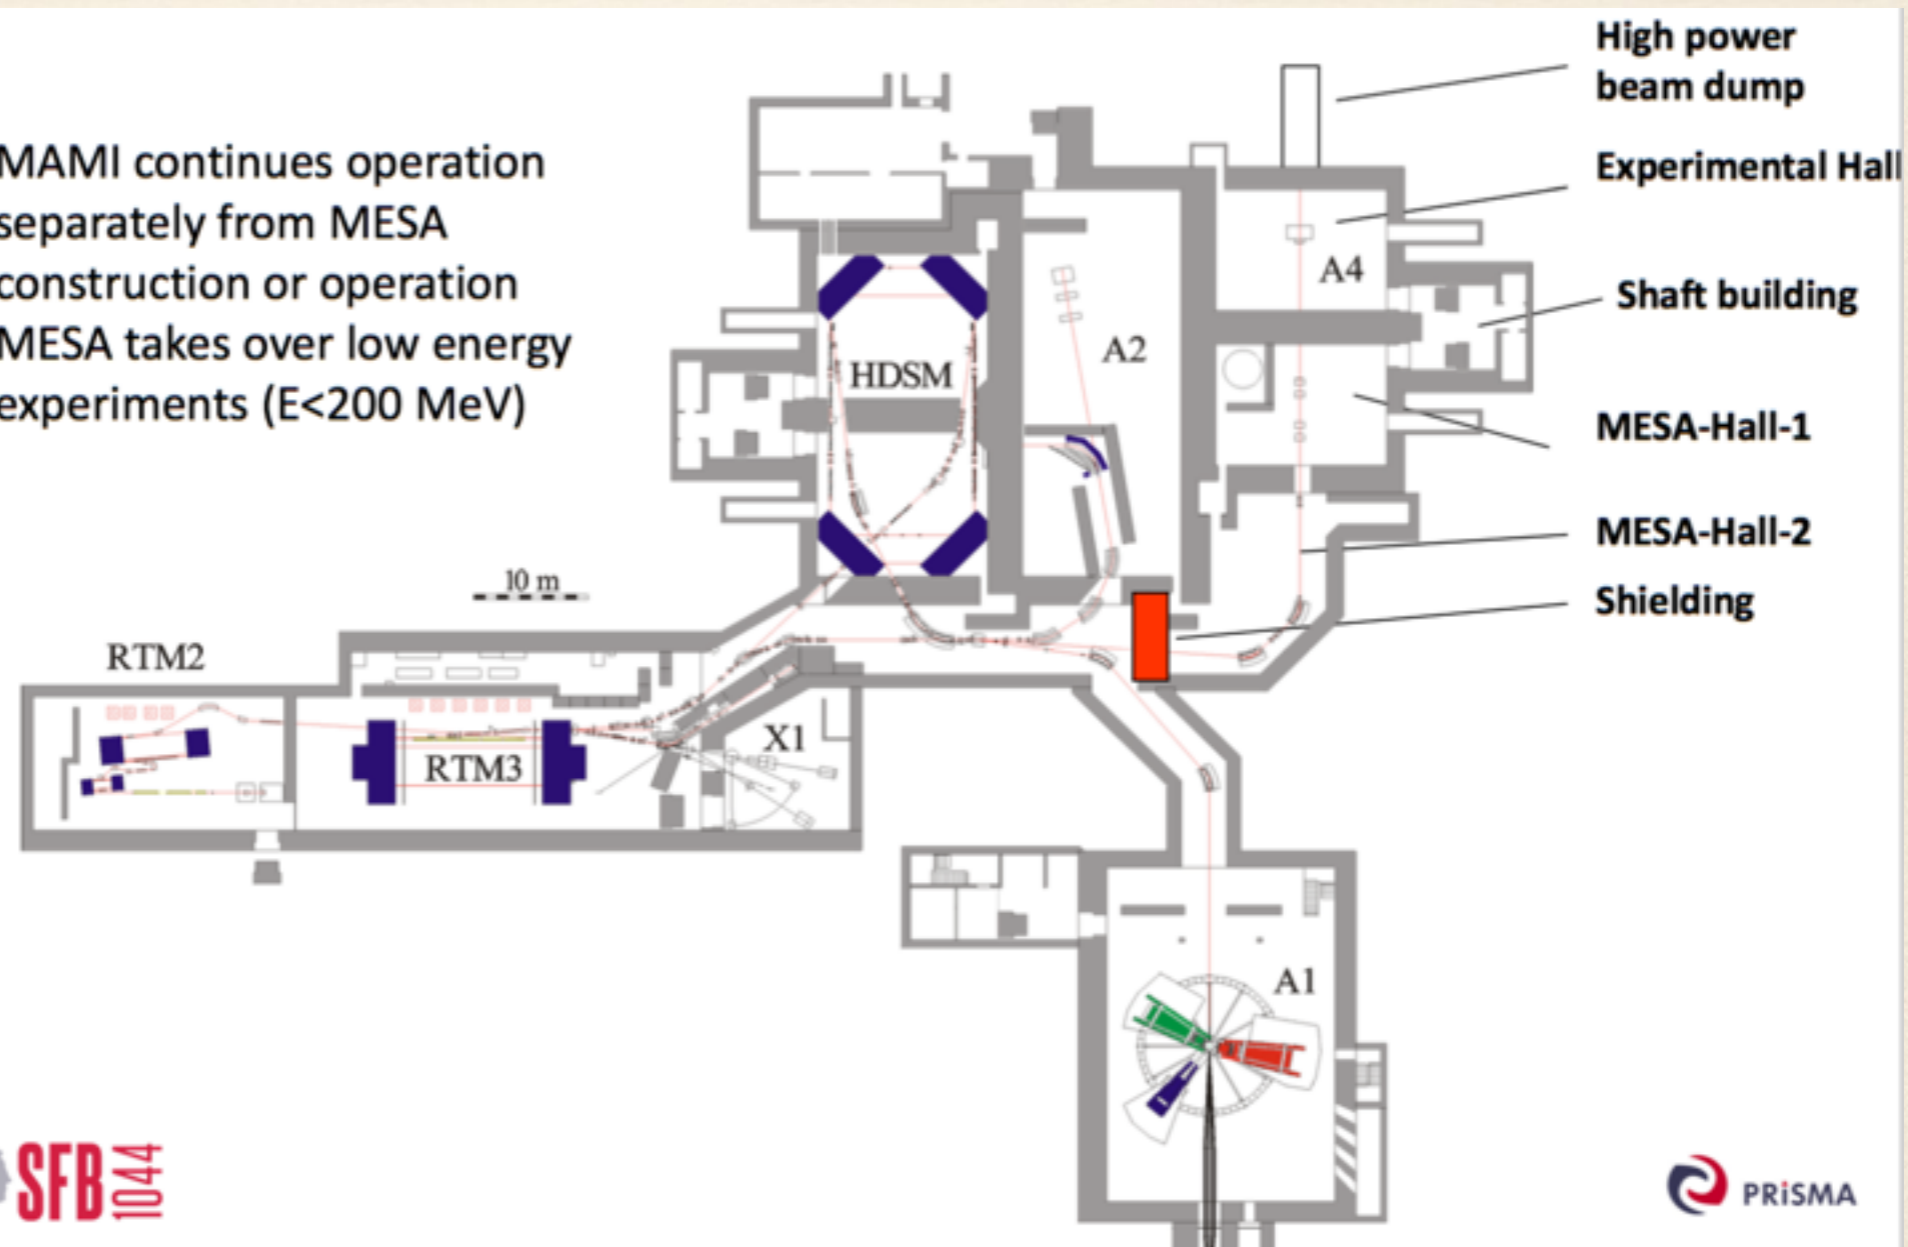 High power
beam dump
MAMI continues operation
separately from MESA
construction or operation
MESA takes over low energy
experiments (E<200 MeV)
Experimental Hall
A4
Shaft building
A2
HDSM
MESA-Hall-1
MESA-Hall-2
10 m
Shielding
RTM2
X1
RTM3
A1
SFB
1044
PRiSMA